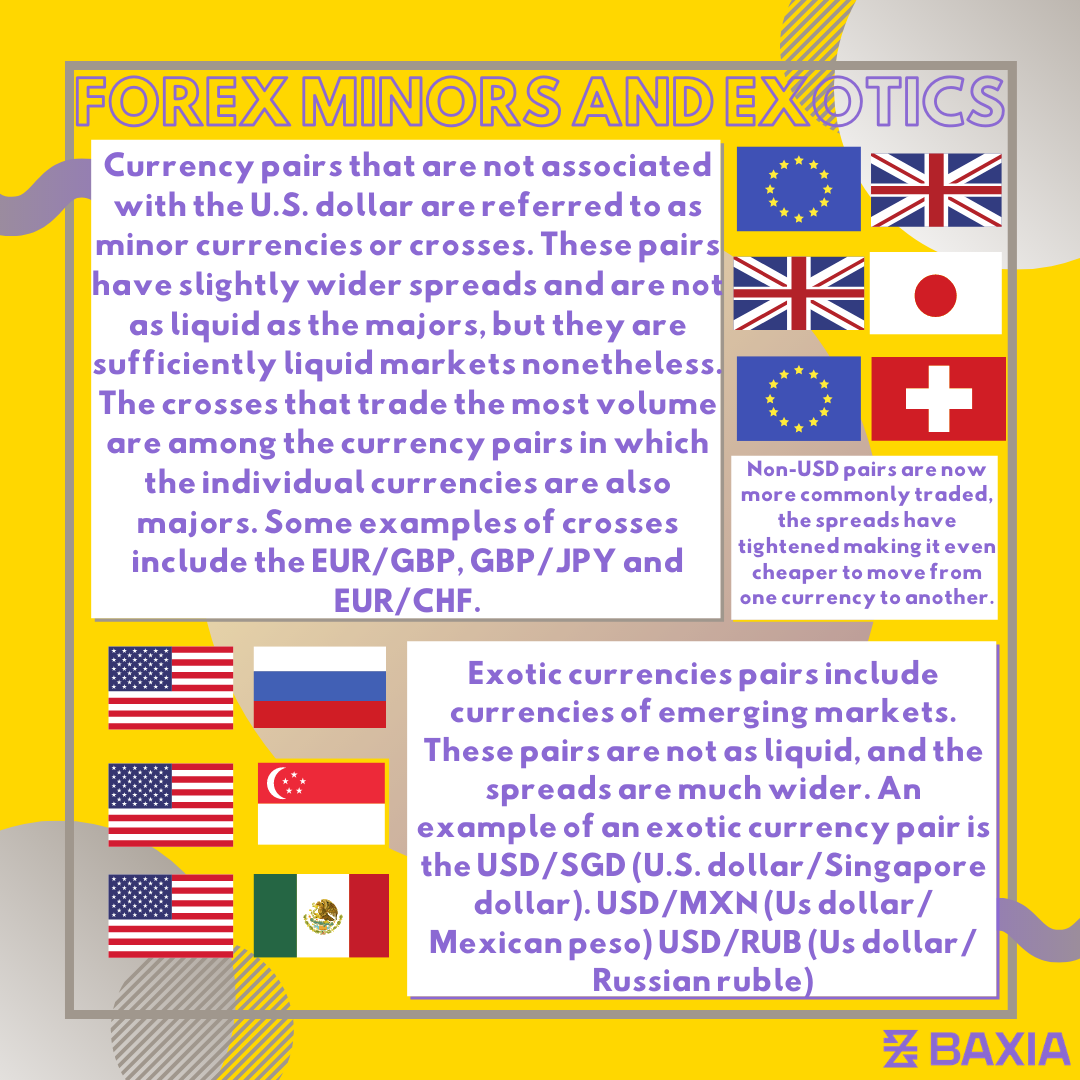 FOREX MINORS AND EXOTICS
Currency pairs that are not associated
with the U.S. dollar are referred to as
minor currencies or crosses. These pairs
have slightly wider spreads and are not
as liquid as the majors, but they are
sufficiently liquid markets nonetheless.
The crosses that trade the most volume
are among the currency pairs in which
the individual currencies are also
majors. Some examples of crosses
include the EUR/GBP, GBP/JPY and
EUR/CHF.
Non-USD pairs are now
more commonly traded,
the spreads have
tightened making it even
cheaper to move from
one currency to another.
Exotic currencies pairs include
currencies of emerging markets.
These pairs are not as liquid, and the
spreads are much wider. An
example of an exotic currency pair is
the USD/SGD (U.S. dollar/Singapore
dollar). USD/MXN (Us dollar/
Mexican peso) USD/RUB (Us dollar/
Russian ruble)
BAXIA